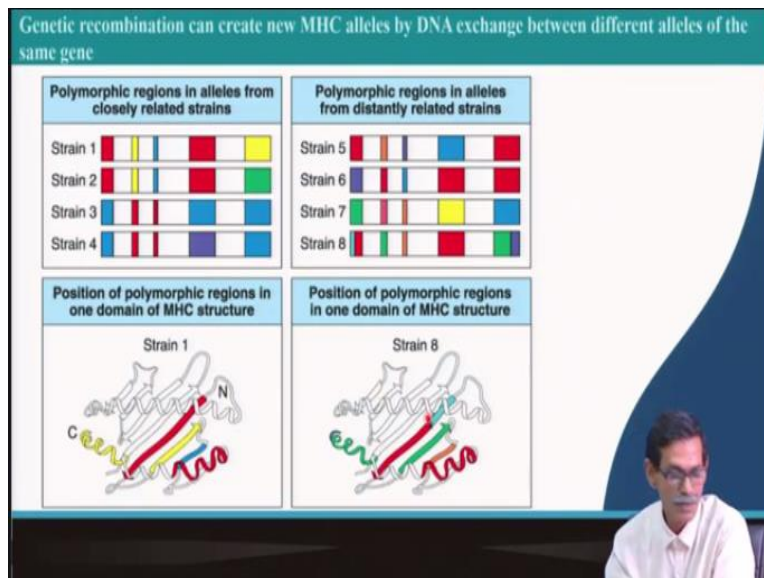 Genetic recombination can create new MHC alleles by DNA exchange between different alleles of the
same gene
Polymorphic regions in alleles from
closely related strains
Strain 1
Strain 2
Strain 3
Strain 4
Polymorphic regions in alleles
from distantly related strains
Strain 5
Strain 6
Strain 7
Strain 8
Position of polymorphic regions in
one domain of MHC structure
Strain 1
N
C
Position of polymorphic regions
in one domain of MHC structure
Strain 8